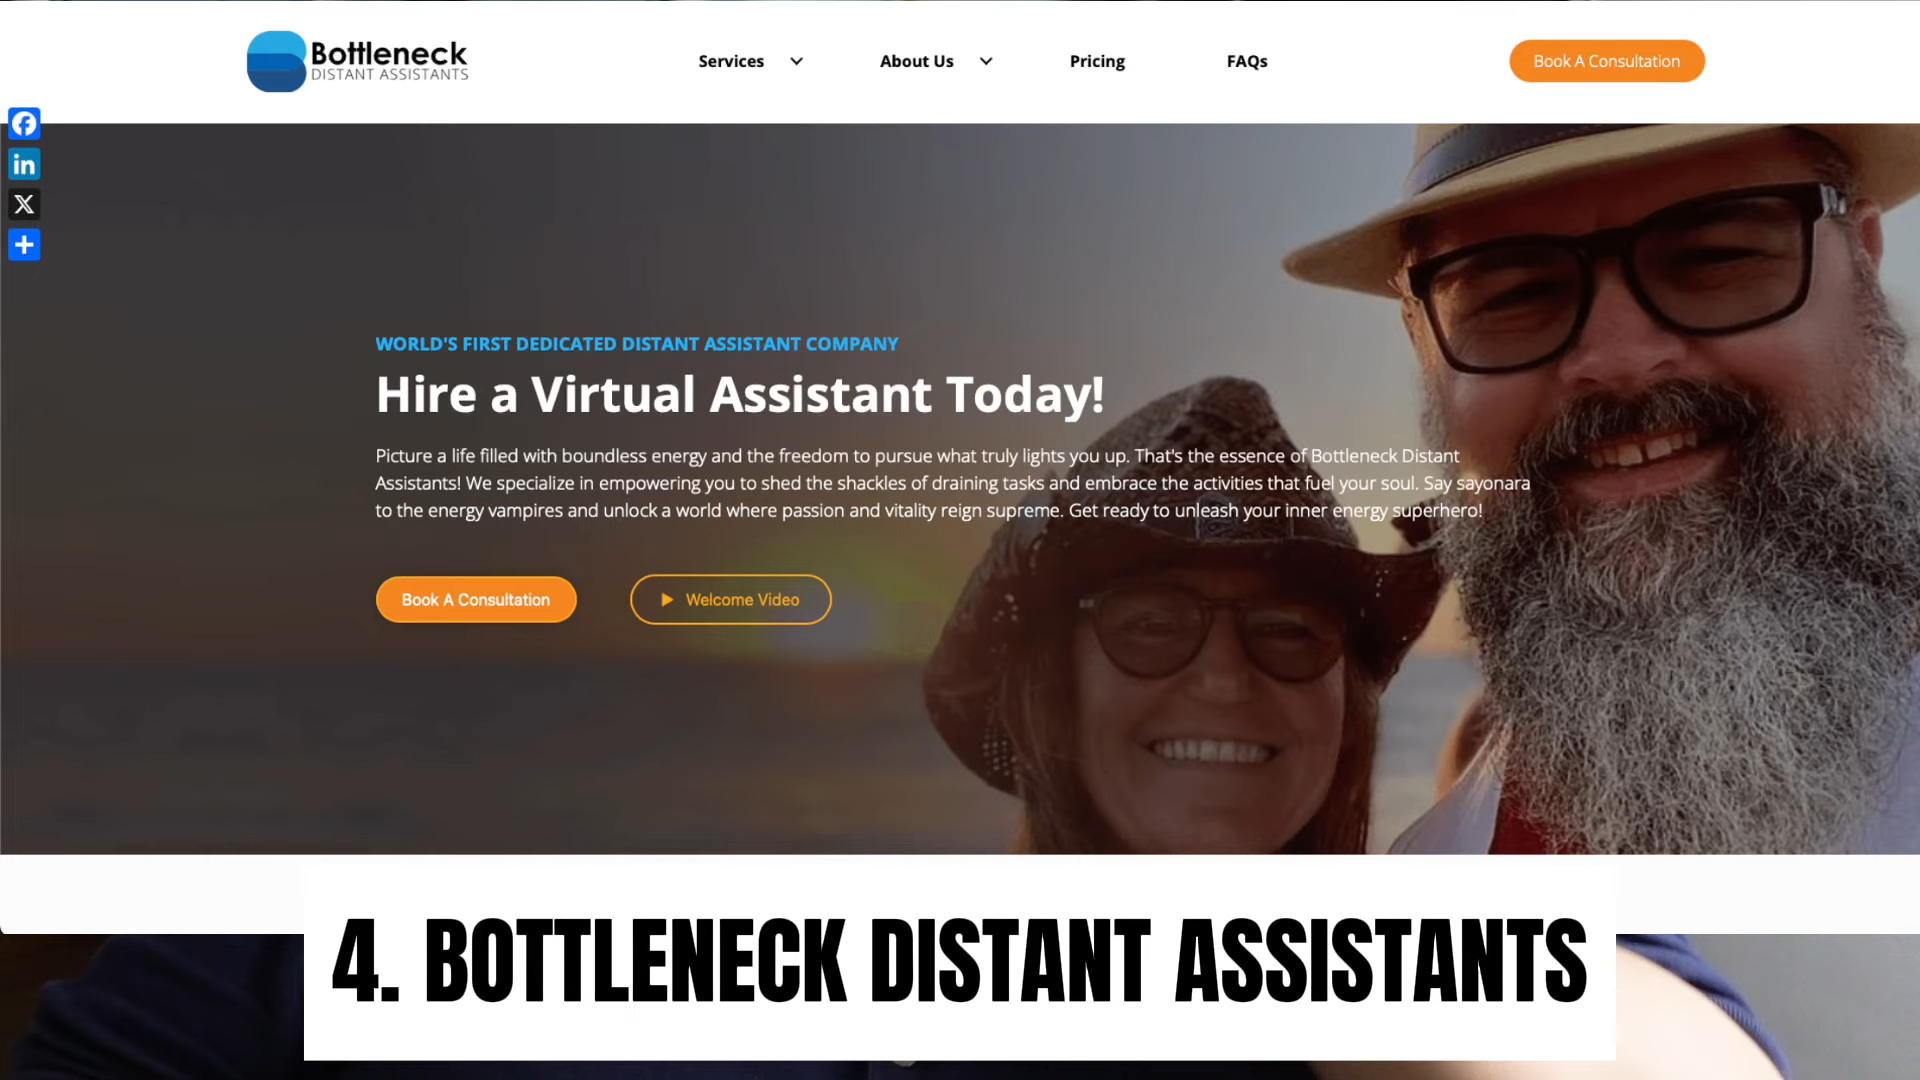 Bottleneck
DISTANT ASSISTANTS
Services
About Us
Pricing
FAQs
Book A Consultation
WORLD'S FIRST DEDICATED DISTANT ASSISTANT COMPANY
Hire a Virtual Assistant Today!
Picture a life filled with boundless energy and the freedom to pursue what truly lights you up. That's the essence of Bottleneck Distant
Assistants! We specialize in empowering you to shed the shackles of draining tasks and embrace the activities that fuel your soul. Say sayonara
to the energy vampires and unlock a world where passion and vitality reign supreme. Get ready to unleash your inner energy superhero!
Book A Consultation
Welcome Video
4. BOTTLENECK DISTANT ASSISTANTS